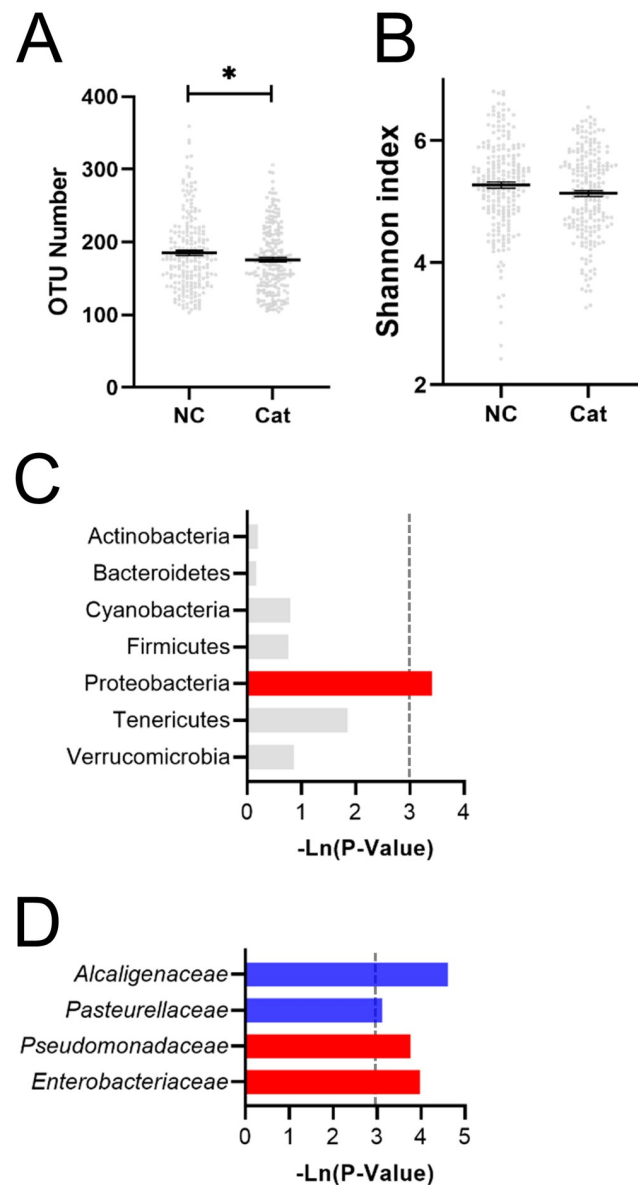 A
*
OTU Number
400
300
200
100
0
NC Cat
B
Shannon index
6
4
2
NC Cat
C
Actinobacteria
Bacteroidetes
Cyanobacteria
Firmicutes
Proteobacteria
Tenericutes
Verrucomicrobia
0 1 2 3 4
-Ln(P-Value)
D
Alcaligenaceae
Pasteurellaceae
Pseudomonadaceae
Enterobacteriaceae
0 1 2 3 4 5
-Ln(P-Value)